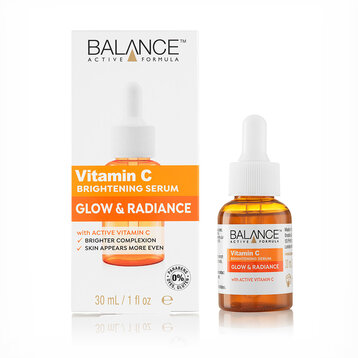 BALANCE™
ACTIVE FORMULA
Vitamin C
BRIGHTENING SERUM
GLOW & RADIANCE
with ACTIVE VITAMIN C
✓ BRIGHTER COMPLEXION
✓ SKIN APPEARS MORE EVEN
PARABENS
0%
30 mL / 1 fl oz ℮
BALANCE™
ACTIVE FORMULA
Vitamin C
BRIGHTENING SERUM
GLOW & RADIANCE
with ACTIVE VITAMIN C